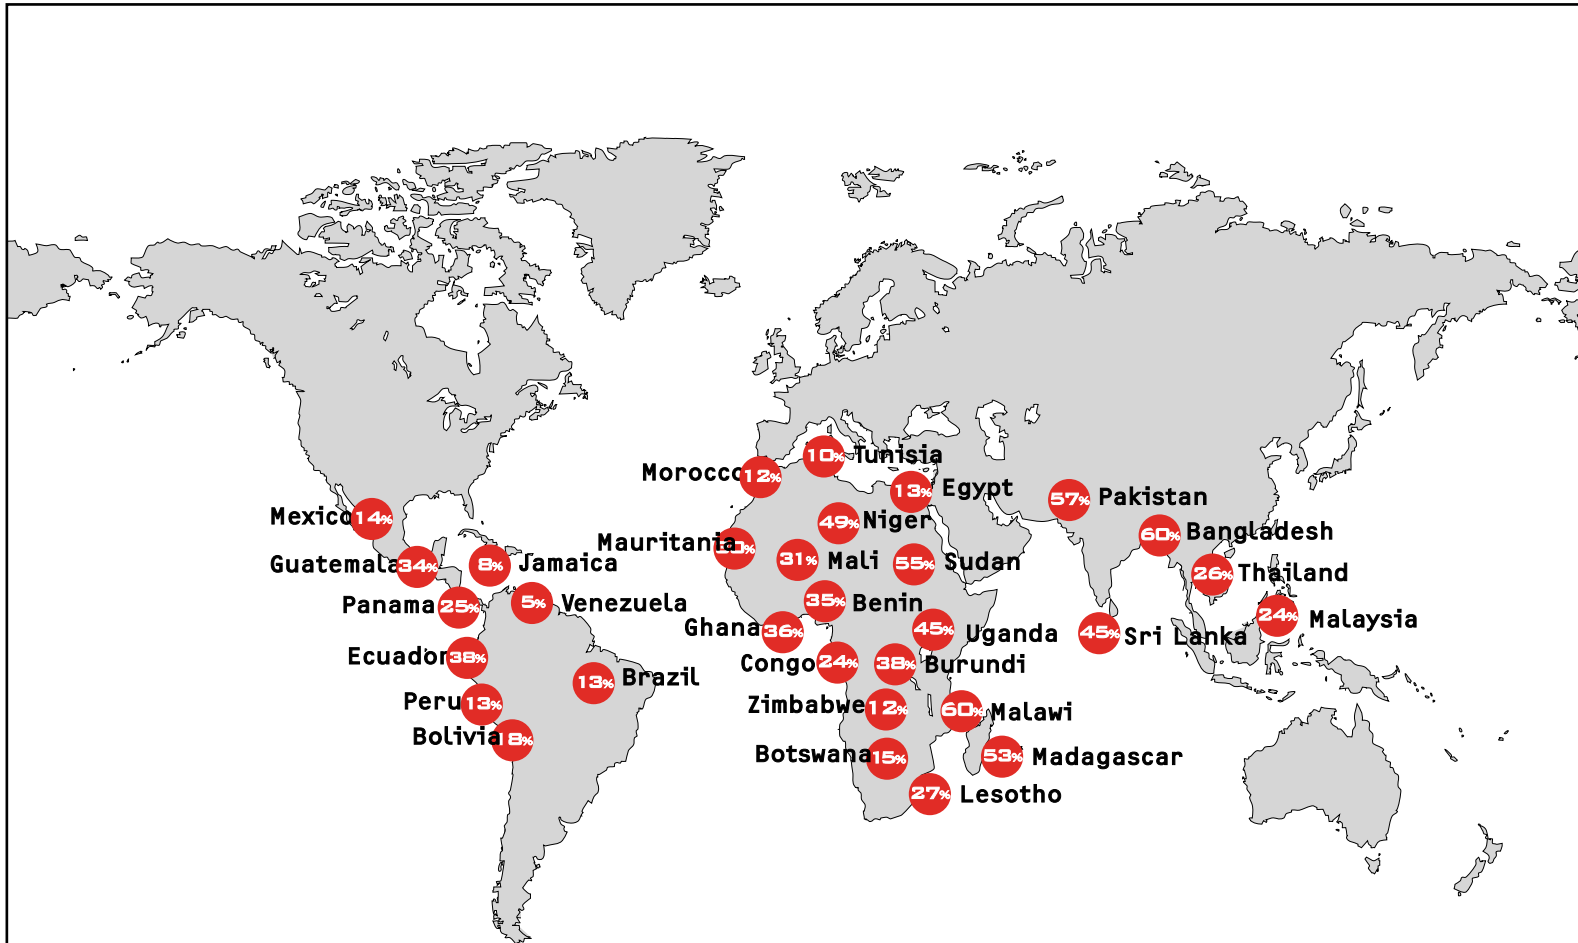 10% Tunisia
Morocco 12%
13% Egypt
57% Pakistan
Mexico 14%
49% Niger
60% Bangladesh
Mauritania
31% Mali
55% Sudan
Guatemala 34%
8% Jamaica
26% Thailand
Panama 25%
5% Venezuela
35% Benin
24% Malaysia
Ghana 36%
45% Uganda
45% Sri Lanka
Ecuador 38%
Congo 24%
38% Burundi
13% Brazil
Peru 13%
Zimbabwe 12%
60% Malawi
Bolivia 18%
Botswana 15%
53% Madagascar
27% Lesotho